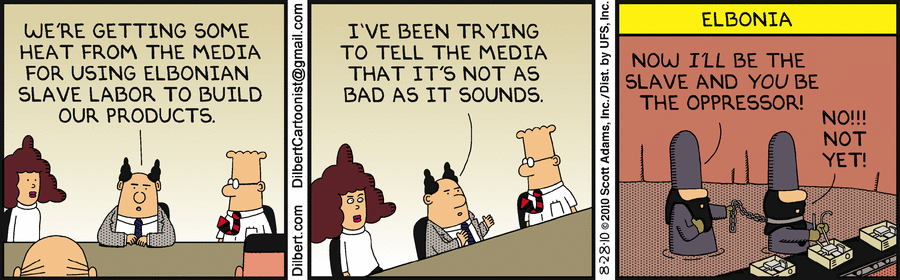 WE'RE GETTING SOME
HEAT FROM THE MEDIA
FOR USING ELBONIAN
SLAVE LABOR TO BUILD
OUR PRODUCTS.
Dilbert.com DilbertCartoonist@gmail.com
I'VE BEEN TRYING
TO TELL THE MEDIA
THAT IT'S NOT AS
BAD AS IT SOUNDS.
8-28-10 ©2010 Scott Adams, Inc./Dist. by UFS, Inc.
ELBONIA
NOW I'LL BE THE
SLAVE AND YOU BE
THE OPPRESSOR!
NO!!!
NOT
YET!